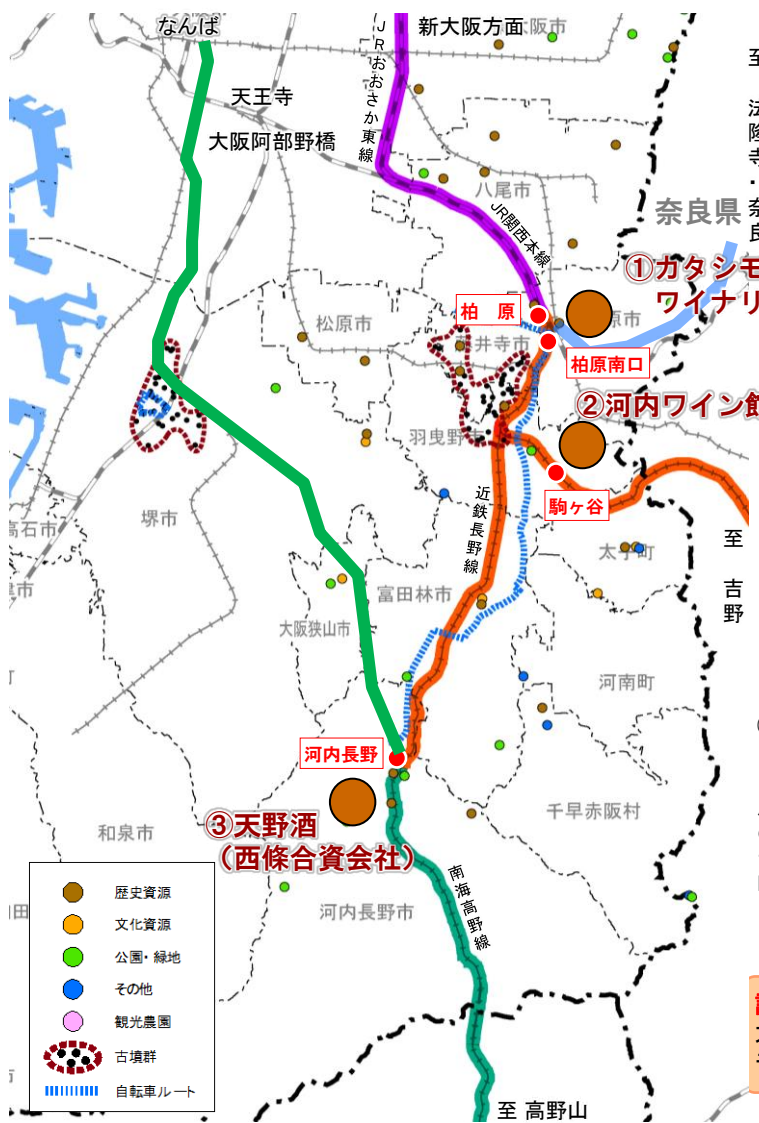 なんば
新大阪方面
大阪市
JRおおさか東線
天王寺
大阪阿部野橋
至 法隆寺・奈良
八尾市
奈良県
JR関西本線
①カタシモ
ワイナリ
柏 原
原市
松原市
井寺市
柏原南口
②河内ワイン館
羽曳野
駒ヶ谷
近鉄長野線
堺市
高石市
太子町
至 吉野
津市
富田林市
大阪狭山市
河南町
河内長野
③天野酒
(西條合資会社)
千早赤阪村
和泉市
南海高野線
河内長野市
歴史資源
文化資源
公園・緑地
その他
観光農園
古墳群
自転車ルート
至 高野山